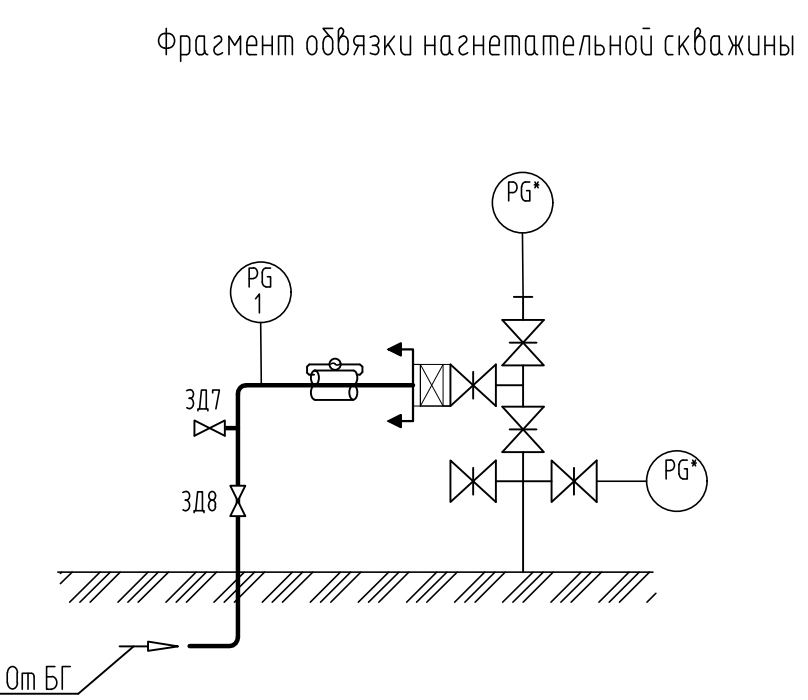 Фрагмент обвязки нагнетательной скважины
PG*
PG
1
ЗД7
PG*
ЗД8
От БГ